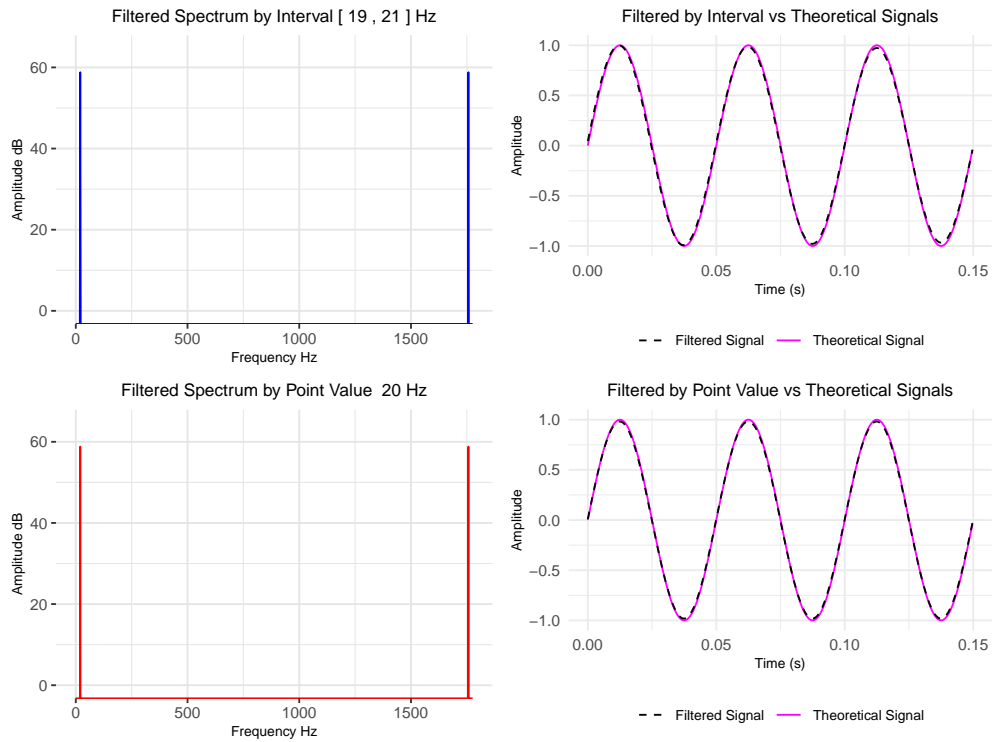 Filtered Spectrum by Interval [ 19 , 21 ] Hz
Amplitude dB
60
40
20
0
0 500 1000 1500
Frequency Hz
Filtered by Interval vs Theoretical Signals
Amplitude
1.0
0.5
0.0
−0.5
−1.0
0.00 0.05 0.10 0.15
Time (s)
Filtered Signal Theoretical Signal
Filtered Spectrum by Point Value  20 Hz
Amplitude dB
60
40
20
0
0 500 1000 1500
Frequency Hz
Filtered by Point Value vs Theoretical Signals
Amplitude
1.0
0.5
0.0
−0.5
−1.0
0.00 0.05 0.10 0.15
Time (s)
Filtered Signal Theoretical Signal